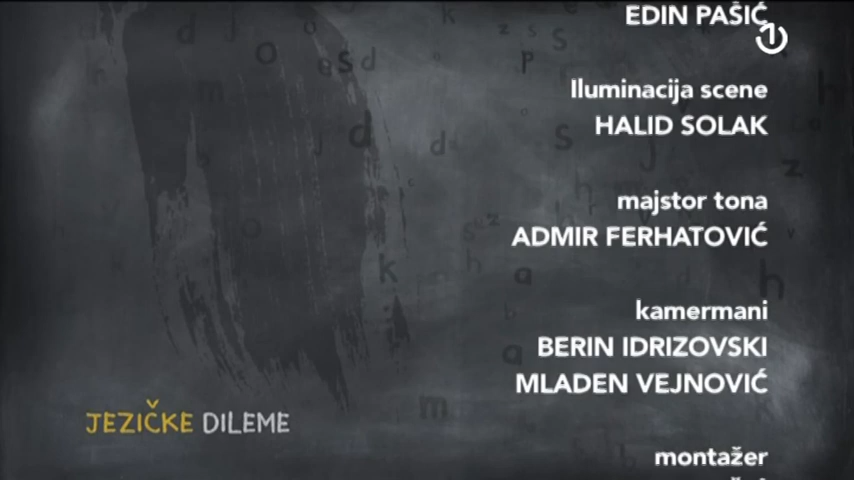 EDIN PAŠIĆ
Iluminacija scene
HALID SOLAK
majstor tona
ADMIR FERHATOVIĆ
kamermani
BERIN IDRIZOVSKI
MLADEN VEJNOVIĆ
JEZIČKE DILEME
montažer